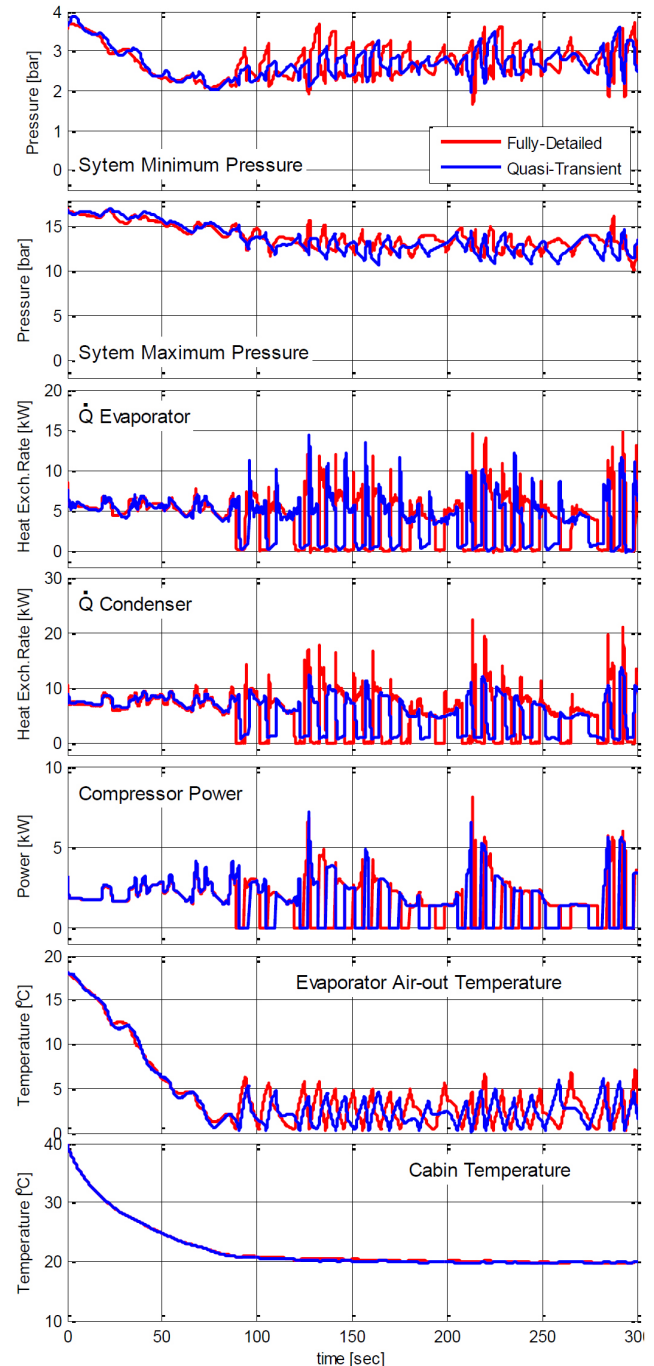 4
3
2
1
0
Pressure [bar]
Fully-Detailed
Quasi-Transient
Sytem Minimum Pressure
15
10
5
0
Pressure [bar]
Sytem Maximum Pressure
20
15
10
5
0
Heat Exch.Rate [kW]
Q̇ Evaporator
30
20
10
0
Heat Exch.Rate [kW]
Q̇ Condenser
10
5
0
Power [kW]
Compressor Power
20
15
10
5
0
Temperature [ºC]
Evaporator Air-out Temperature
40
30
20
10
Temperature [ºC]
Cabin Temperature
0 50 100 150 200 250 300
time [sec]